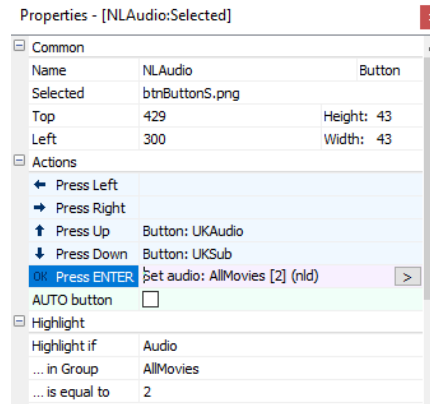 Properties - [NLAudio:Selected]
Common
Name NLAudio Button
Selected btnButtonS.png
Top 429 Height: 43
Left 300 Width: 43
Actions
Press Left
Press Right
Press Up Button: UKAudio
Press Down Button: UKSub
OK Press ENTER Set audio: AllMovies [2] (nld) >
AUTO button
Highlight
Highlight if Audio
... in Group AllMovies
... is equal to 2